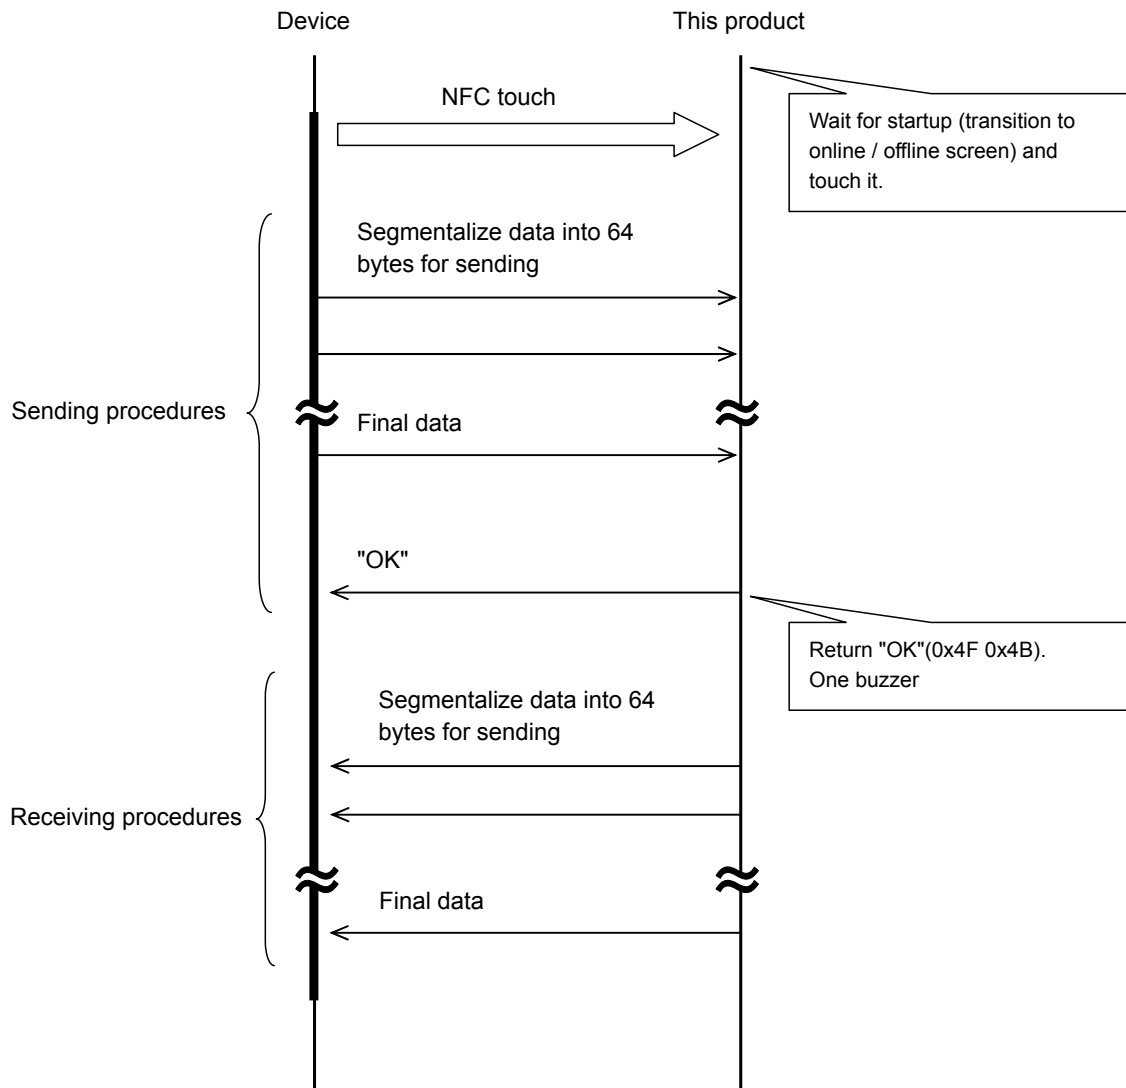 Device
This product
NFC touch
Wait for startup (transition to
online / offline screen) and
touch it.
Segmentalize data into 64
bytes for sending
Sending procedures
Final data
"OK"
Return "OK"(0x4F 0x4B).
One buzzer
Segmentalize data into 64
bytes for sending
Receiving procedures
Final data